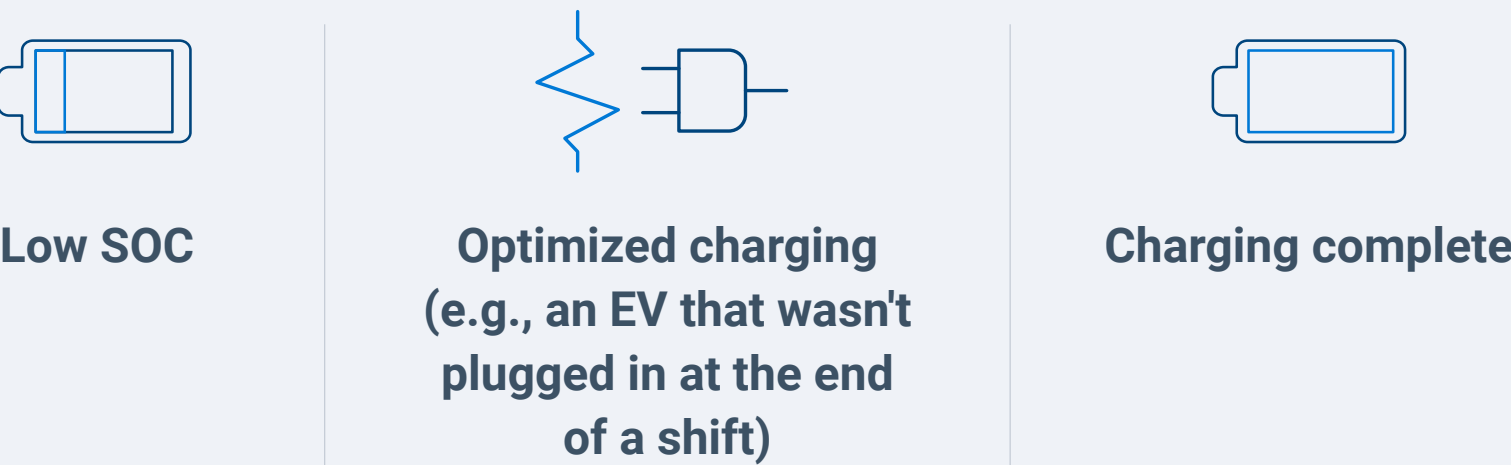 Low SOC
Optimized charging
(e.g., an EV that wasn't
plugged in at the end
of a shift)
Charging complete